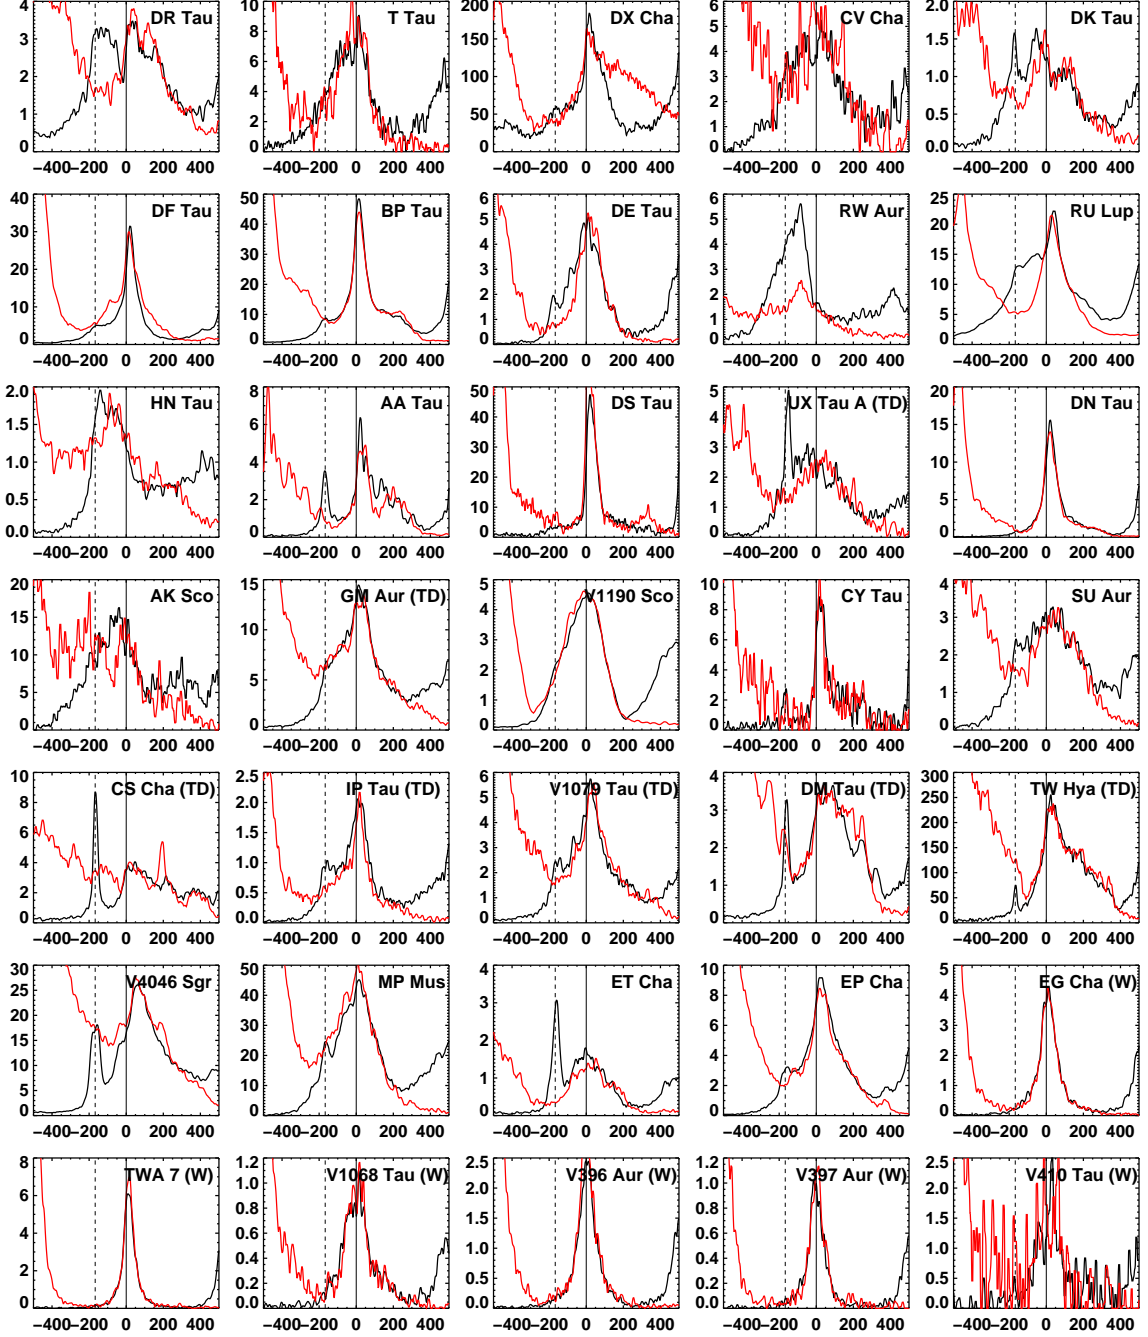 DR Tau
4
3
2
1
0
−400−200 0 200 400
T Tau
10
8
6
4
2
0
−400−200 0 200 400
DX Cha
200
150
100
50
0
−400−200 0 200 400
CV Cha
6
5
4
3
2
1
0
−400−200 0 200 400
DK Tau
2.0
1.5
1.0
0.5
0.0
−400−200 0 200 400
DF Tau
40
30
20
10
0
−400−200 0 200 400
BP Tau
50
40
30
20
10
0
−400−200 0 200 400
DE Tau
6
5
4
3
2
1
0
−400−200 0 200 400
RW Aur
6
5
4
3
2
1
0
−400−200 0 200 400
RU Lup
25
20
15
10
5
0
−400−200 0 200 400
HN Tau
2.0
1.5
1.0
0.5
0.0
−400−200 0 200 400
AA Tau
8
6
4
2
0
−400−200 0 200 400
DS Tau
50
40
30
20
10
0
−400−200 0 200 400
UX Tau A (TD)
5
4
3
2
1
0
−400−200 0 200 400
DN Tau
20
15
10
5
0
−400−200 0 200 400
AK Sco
20
15
10
5
0
−400−200 0 200 400
GM Aur (TD)
15
10
5
0
−400−200 0 200 400
V1190 Sco
5
4
3
2
1
0
−400−200 0 200 400
CY Tau
10
8
6
4
2
0
−400−200 0 200 400
SU Aur
4
3
2
1
0
−400−200 0 200 400
CS Cha (TD)
10
8
6
4
2
0
−400−200 0 200 400
IP Tau (TD)
2.5
2.0
1.5
1.0
0.5
0.0
−400−200 0 200 400
V1079 Tau (TD)
6
5
4
3
2
1
0
−400−200 0 200 400
DM Tau (TD)
4
3
2
1
0
−400−200 0 200 400
TW Hya (TD)
300
250
200
150
100
50
0
−400−200 0 200 400
V4046 Sgr
30
25
20
15
10
5
0
−400−200 0 200 400
MP Mus
50
40
30
20
10
0
−400−200 0 200 400
ET Cha
4
3
2
1
0
−400−200 0 200 400
EP Cha
10
8
6
4
2
0
−400−200 0 200 400
EG Cha (W)
5
4
3
2
1
0
−400−200 0 200 400
TWA 7 (W)
8
6
4
2
0
−400−200 0 200 400
V1068 Tau (W)
1.2
1.0
0.8
0.6
0.4
0.2
0.0
−400−200 0 200 400
V396 Aur (W)
2.5
2.0
1.5
1.0
0.5
0.0
−400−200 0 200 400
V397 Aur (W)
1.2
1.0
0.8
0.6
0.4
0.2
0.0
−400−200 0 200 400
V410 Tau (W)
2.5
2.0
1.5
1.0
0.5
0.0
−400−200 0 200 400